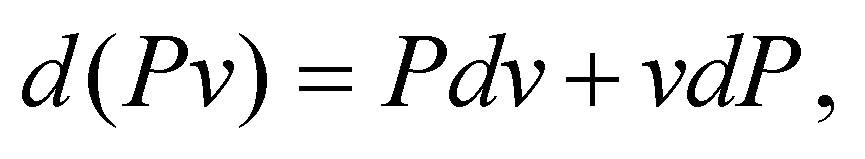 d(Pv) = Pdv + vdP,